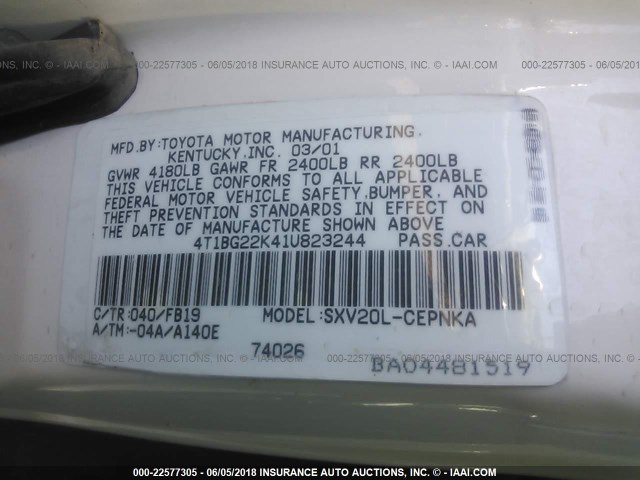 INSURANCE AUTO AUCTIONS, INC. - IAAI.COM
000-22577305 - 06/05/2018 INSURANCE AUTO AUCTIONS, INC. - IAAI.COM
000-22577305 - 06/05/2018
MFD.BY:TOYOTA MOTOR MANUFACTURING,
KENTUCKY,INC. 03/01
GVWR 4180LB GAWR FR 2400LB RR 2400LB
THIS VEHICLE CONFORMS TO ALL APPLICABLE
FEDERAL MOTOR VEHICLE SAFETY,BUMPER, AND
THEFT PREVENTION STANDARDS IN EFFECT ON
THE DATE OF MANUFACTURE SHOWN ABOVE
4T1BG22K41U823244 PASS.CAR
C/TR:040/FB19 MODEL:SXV20L-CEPNKA
A/TM:-04A/A140E
74026
BA04481519
000-22577305 - 06/05/2018 INSURANCE AUTO AUCTIONS, INC. - IAAI.COM